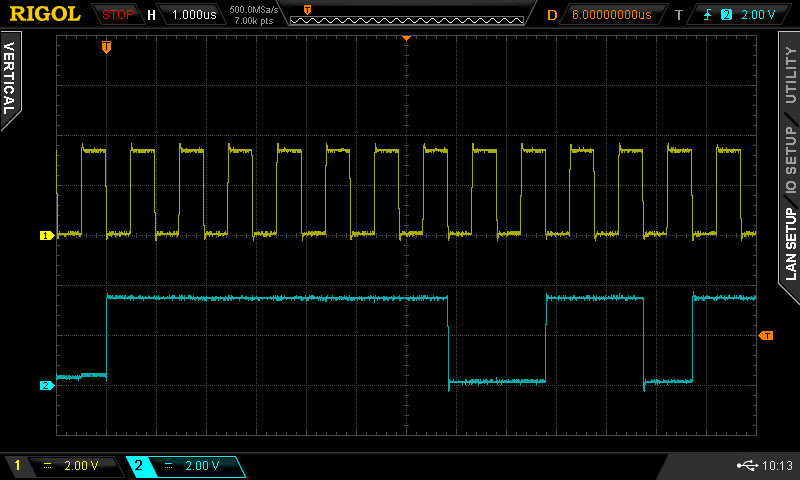 RIGOL STOP H 1.000us 500.0MSa/s 7.00k pts T D 6.00000000us T 2 2.00 V
VERTICAL
UTILITY
IO SETUP
LAN SETUP
T
1
T
2
1 2.00 V 2 2.00 V 10:13